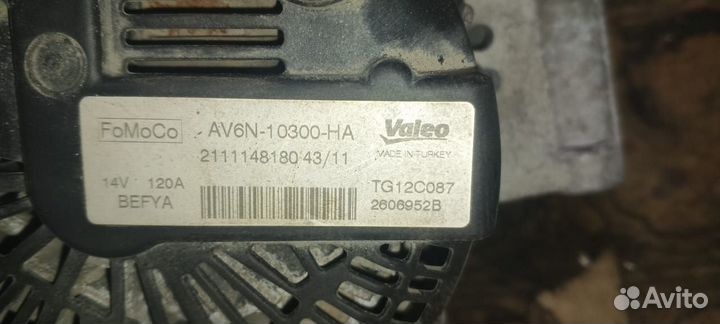 FoMoCo
AV6N-10300-HA
Valeo
MADE IN TURKEY
2111148180 43/11
14V 120A
TG12C087
BEFYA
2606952B
Avito